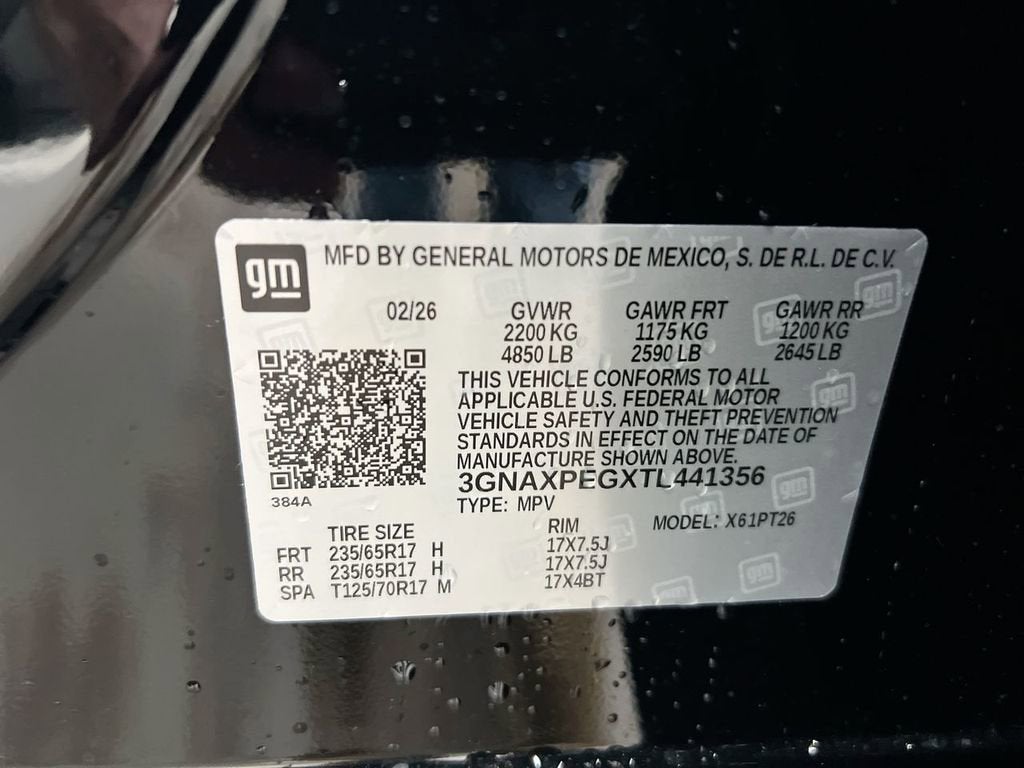 gm MFD BY GENERAL MOTORS DE MEXICO, S. DE R.L. DE C.V.
02/26 GVWR GAWR FRT GAWR RR
2200 KG 1175 KG 1200 KG
4850 LB 2590 LB 2645 LB
THIS VEHICLE CONFORMS TO ALL
APPLICABLE U.S. FEDERAL MOTOR
VEHICLE SAFETY AND THEFT PREVENTION
STANDARDS IN EFFECT ON THE DATE OF
MANUFACTURE SHOWN ABOVE.
3GNAXPEGXTL441356
384A
TYPE: MPV MODEL: X61PT26
TIRE SIZE RIM
FRT 235/65R17 H 17X7.5J
RR 235/65R17 H 17X7.5J
SPA T125/70R17 M 17X4BT